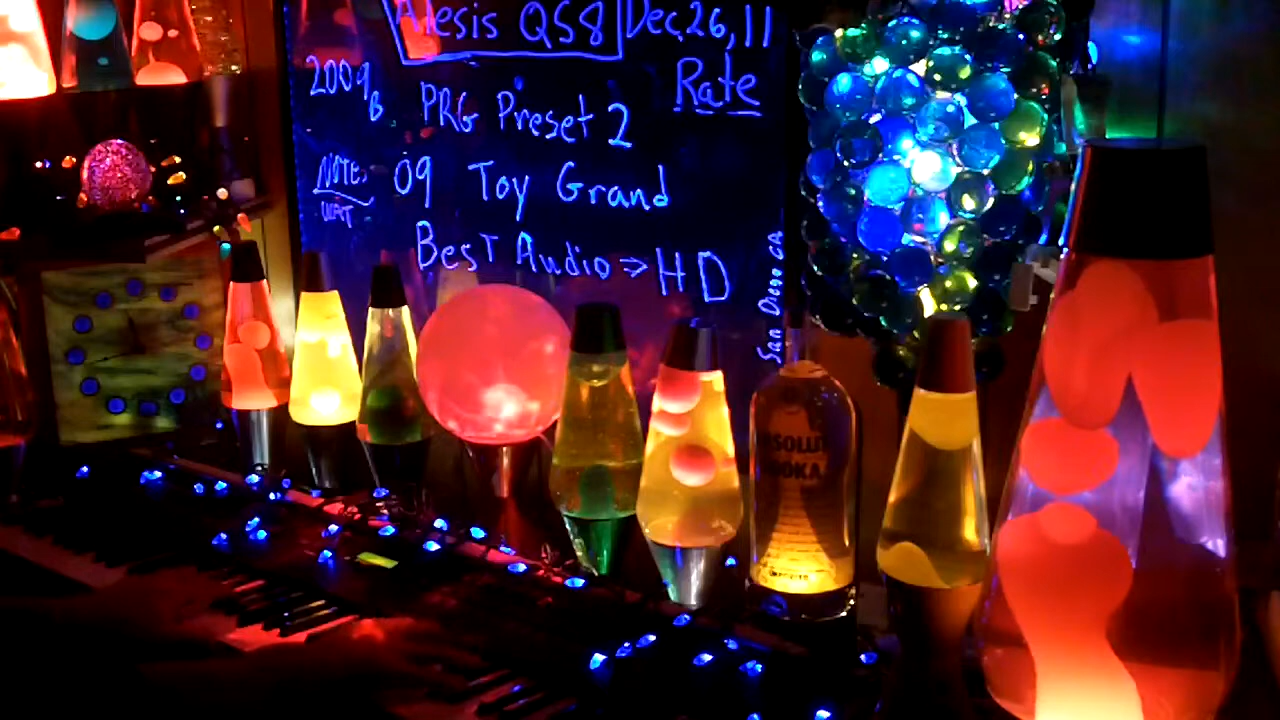 Alesis QS8 Dec, 26, 11
Rate
2009
B
PRG Preset 2
NOTE:
09 Toy Grand
Best Audio ⇒ HD
San Diego CA
ABSOLUT
VODKA